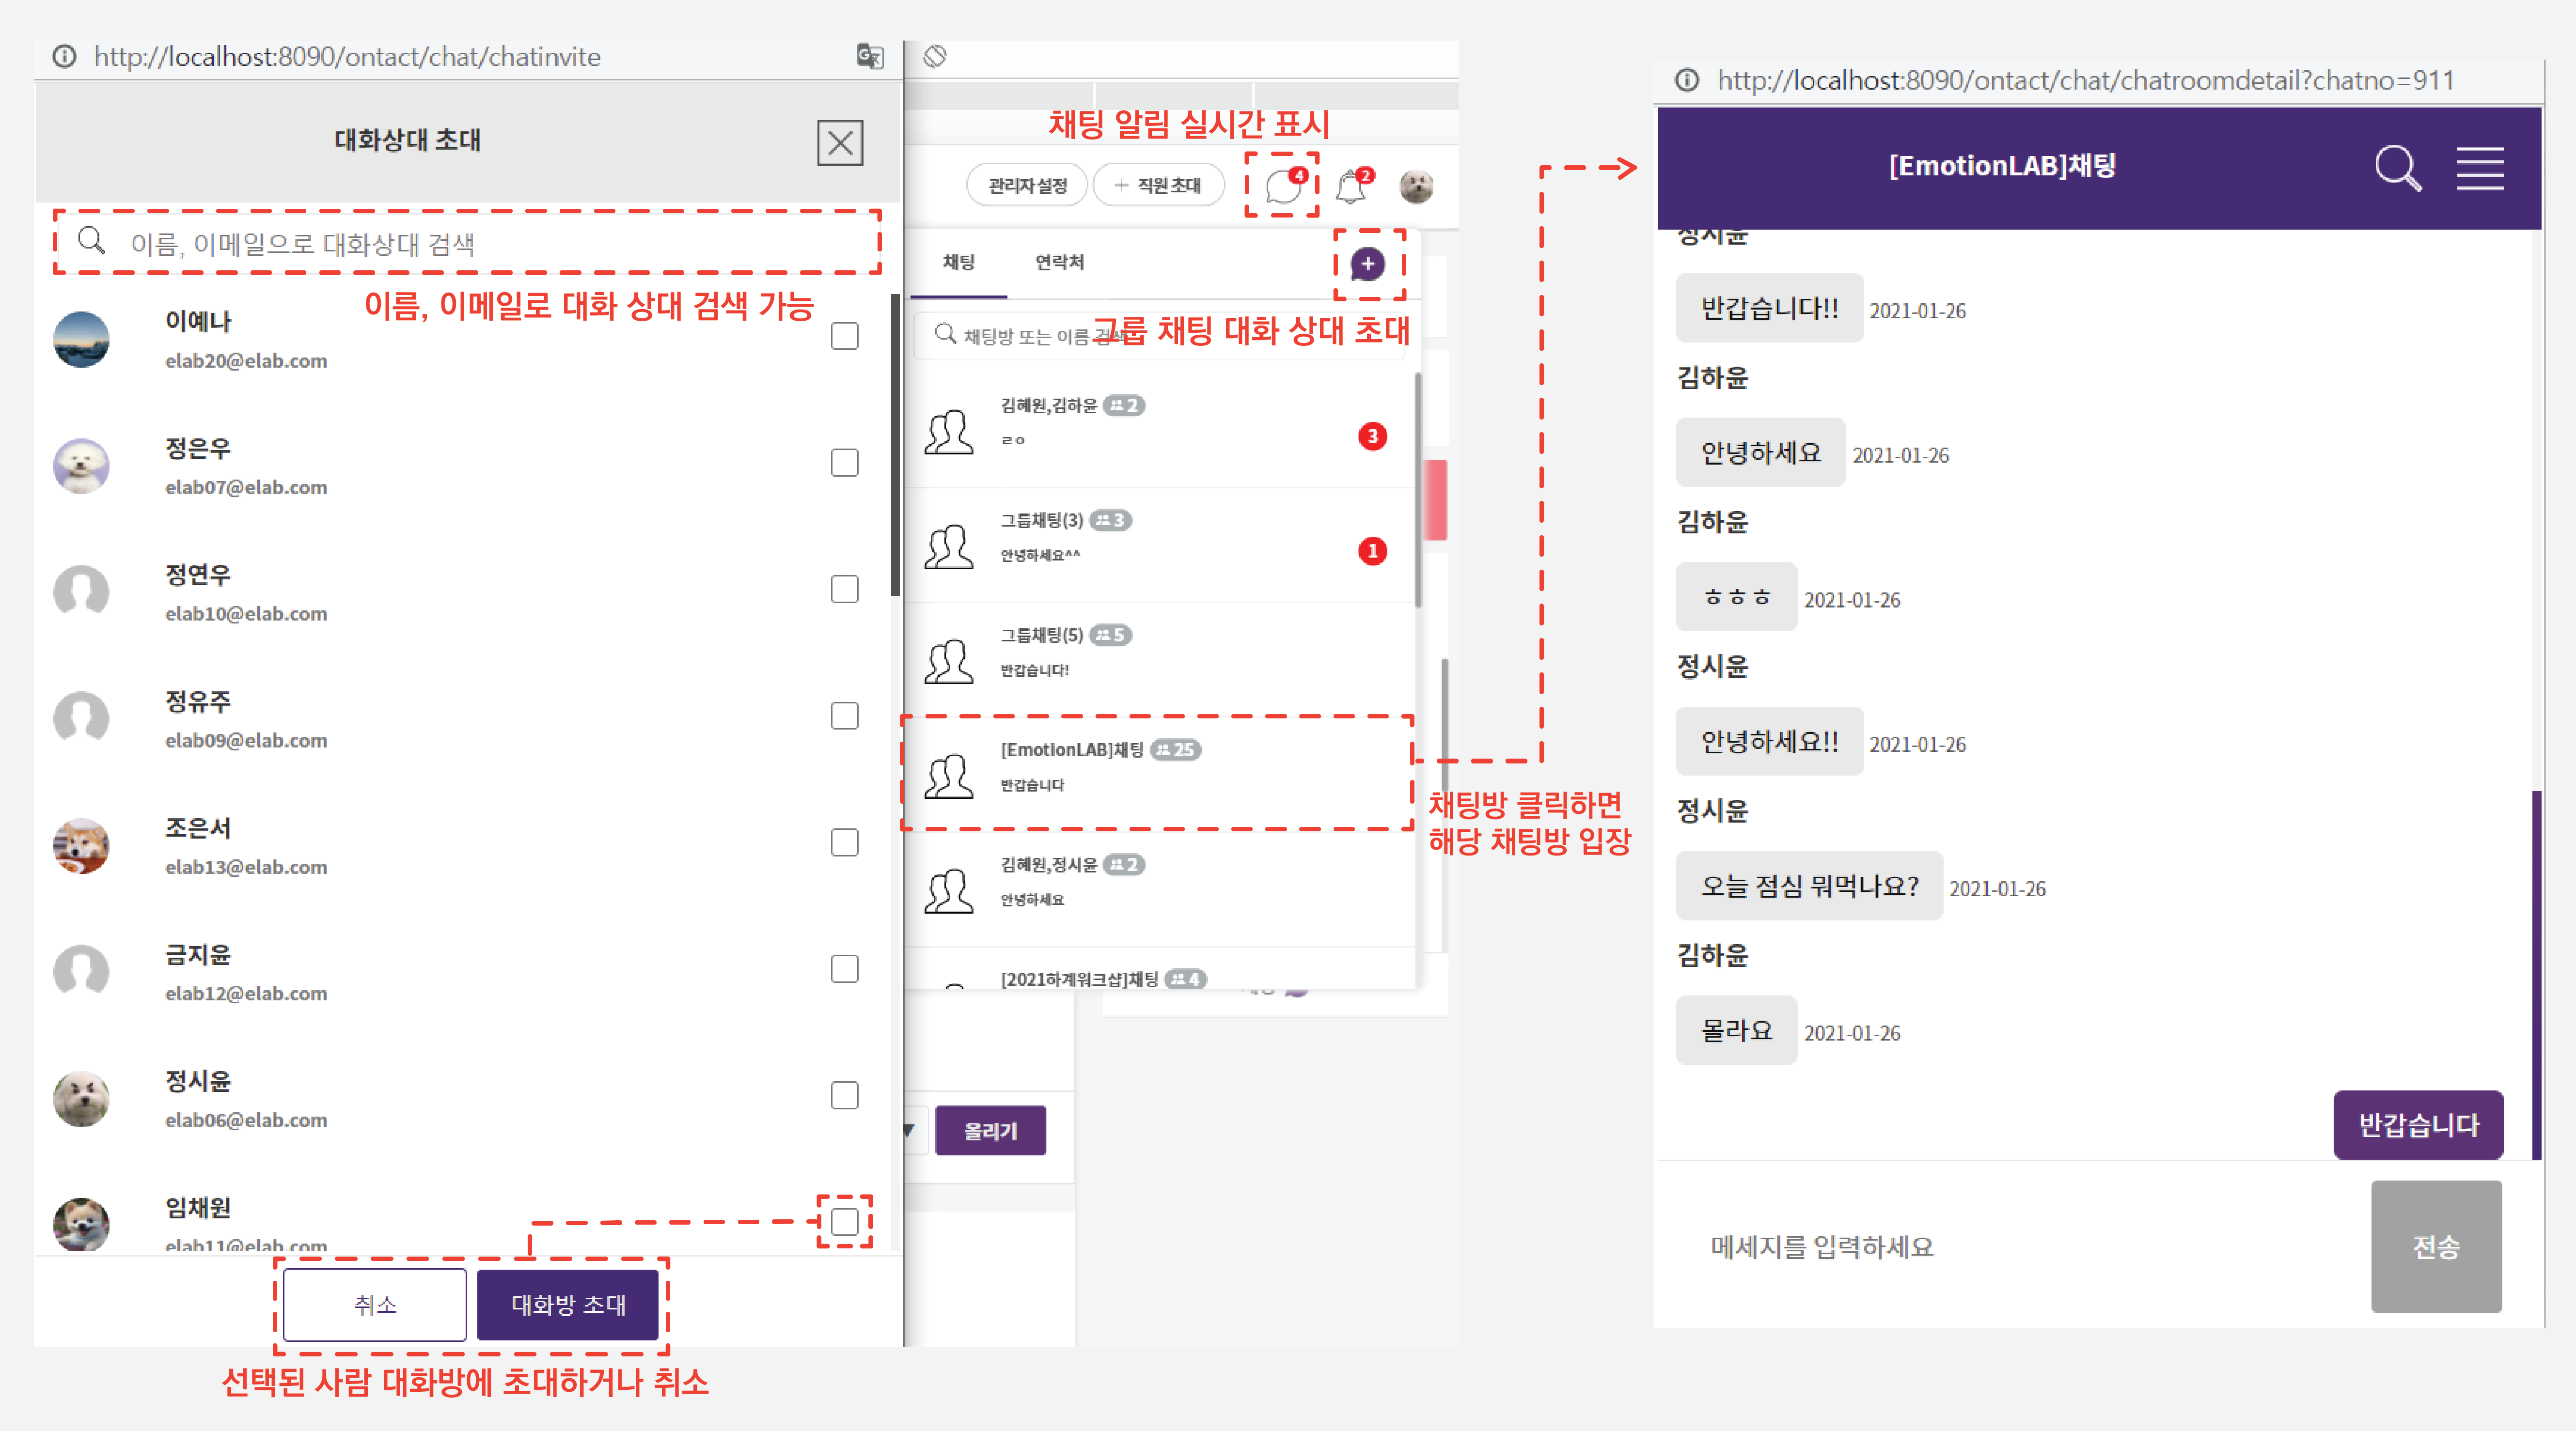 http://localhost:8090/ontact/chat/chatinvite
대화상대 초대
이름, 이메일으로 대화상대 검색
이름, 이메일로 대화 상대 검색 가능
이예나
elab20@elab.com
정은우
elab07@elab.com
정연우
elab10@elab.com
정유주
elab09@elab.com
조은서
elab13@elab.com
금지윤
elab12@elab.com
정시윤
elab06@elab.com
임채원
elab11@elab.com
취소
대화방 초대
선택된 사람 대화방에 초대하거나 취소
채팅 알림 실시간 표시
관리자 설정
+ 직원 초대
4
2
채팅
연락처
+
그룹 채팅 대화 상대 초대
채팅방 또는 이름 검색
김혜원,김하윤 2
ㄹㅇ
3
그룹채팅(3) 3
안녕하세요^^
1
그룹채팅(5) 5
반갑습니다!
[EmotionLAB]채팅 25
반갑습니다
김혜원,정시윤 2
안녕하세요
[2021하계워크샵]채팅 4
올리기
채팅방 클릭하면
해당 채팅방 입장
http://localhost:8090/ontact/chat/chatroomdetail?chatno=911
[EmotionLAB]채팅
정시윤
반갑습니다!! 2021-01-26
김하윤
안녕하세요 2021-01-26
김하윤
ㅎㅎㅎ 2021-01-26
정시윤
안녕하세요!! 2021-01-26
정시윤
오늘 점심 뭐먹나요? 2021-01-26
김하윤
몰라요 2021-01-26
반갑습니다
메세지를 입력하세요
전송